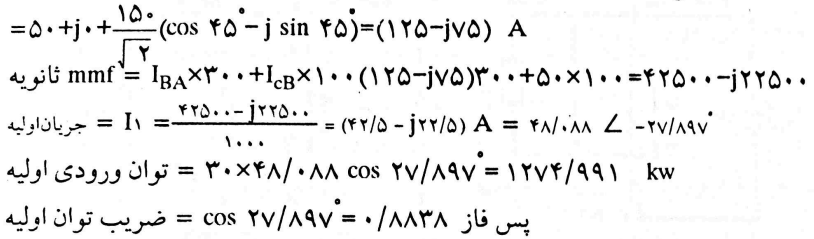 =۵۰+j۰+۱۵۰/√۲(cos ۴۵°-j sin ۴۵°)=(۱۲۵-j۷۵) A
ثانویه mmf = I_BA×۳۰۰+I_cB×۱۰۰(۱۲۵-j۷۵)۳۰۰+۵۰×۱۰۰=۴۲۵۰۰-j۲۲۵۰۰
جریان اولیه = I۱ =۴۲۵۰۰-j۲۲۵۰۰/۱۰۰۰ = (۴۲/۵ - j۲۲/۵) A = ۴۸/۰۸۸ ∠ -۲۷/۸۹۷°
توان ورودی اولیه = ۳۰×۴۸/۰۸۸ cos ۲۷/۸۹۷°= ۱۲۷۴/۹۹۱ kw
ضریب توان اولیه = cos ۲۷/۸۹۷°= ۰/۸۸۳۸ پس فاز